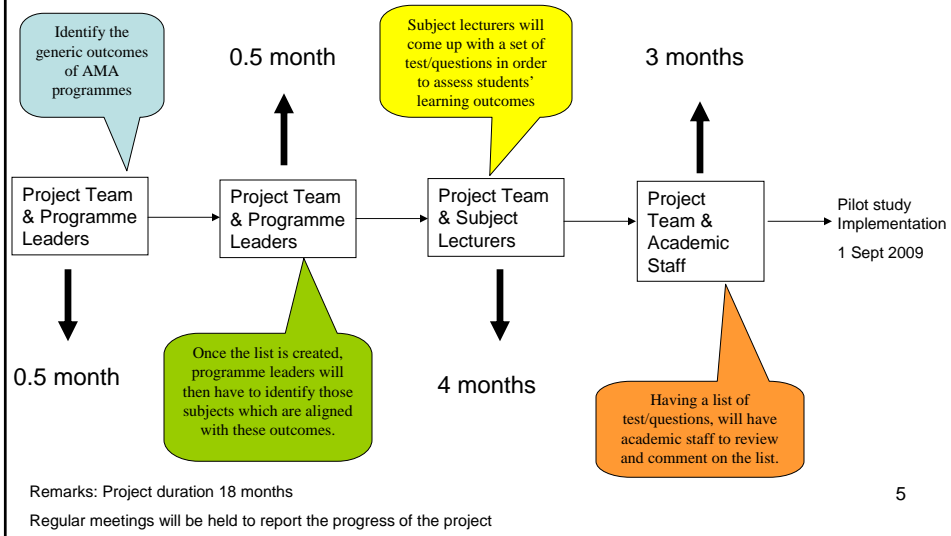 Identify the
generic outcomes
of AMA
programmes
0.5 month
Subject lecturers will
come up with a set of
test/questions in order
to assess students'
learning outcomes
3 months
Project Team
& Programme
Leaders
Project Team
& Programme
Leaders
Project Team
& Subject
Lecturers
Project
Team &
Academic
Staff
Pilot study
Implementation
1 Sept 2009
0.5 month
Once the list is created,
programme leaders will
then have to identify those
subjects which are aligned
with these outcomes.
4 months
Having a list of
test/questions, will have
academic staff to review
and comment on the list.
Remarks: Project duration 18 months
Regular meetings will be held to report the progress of the project
5